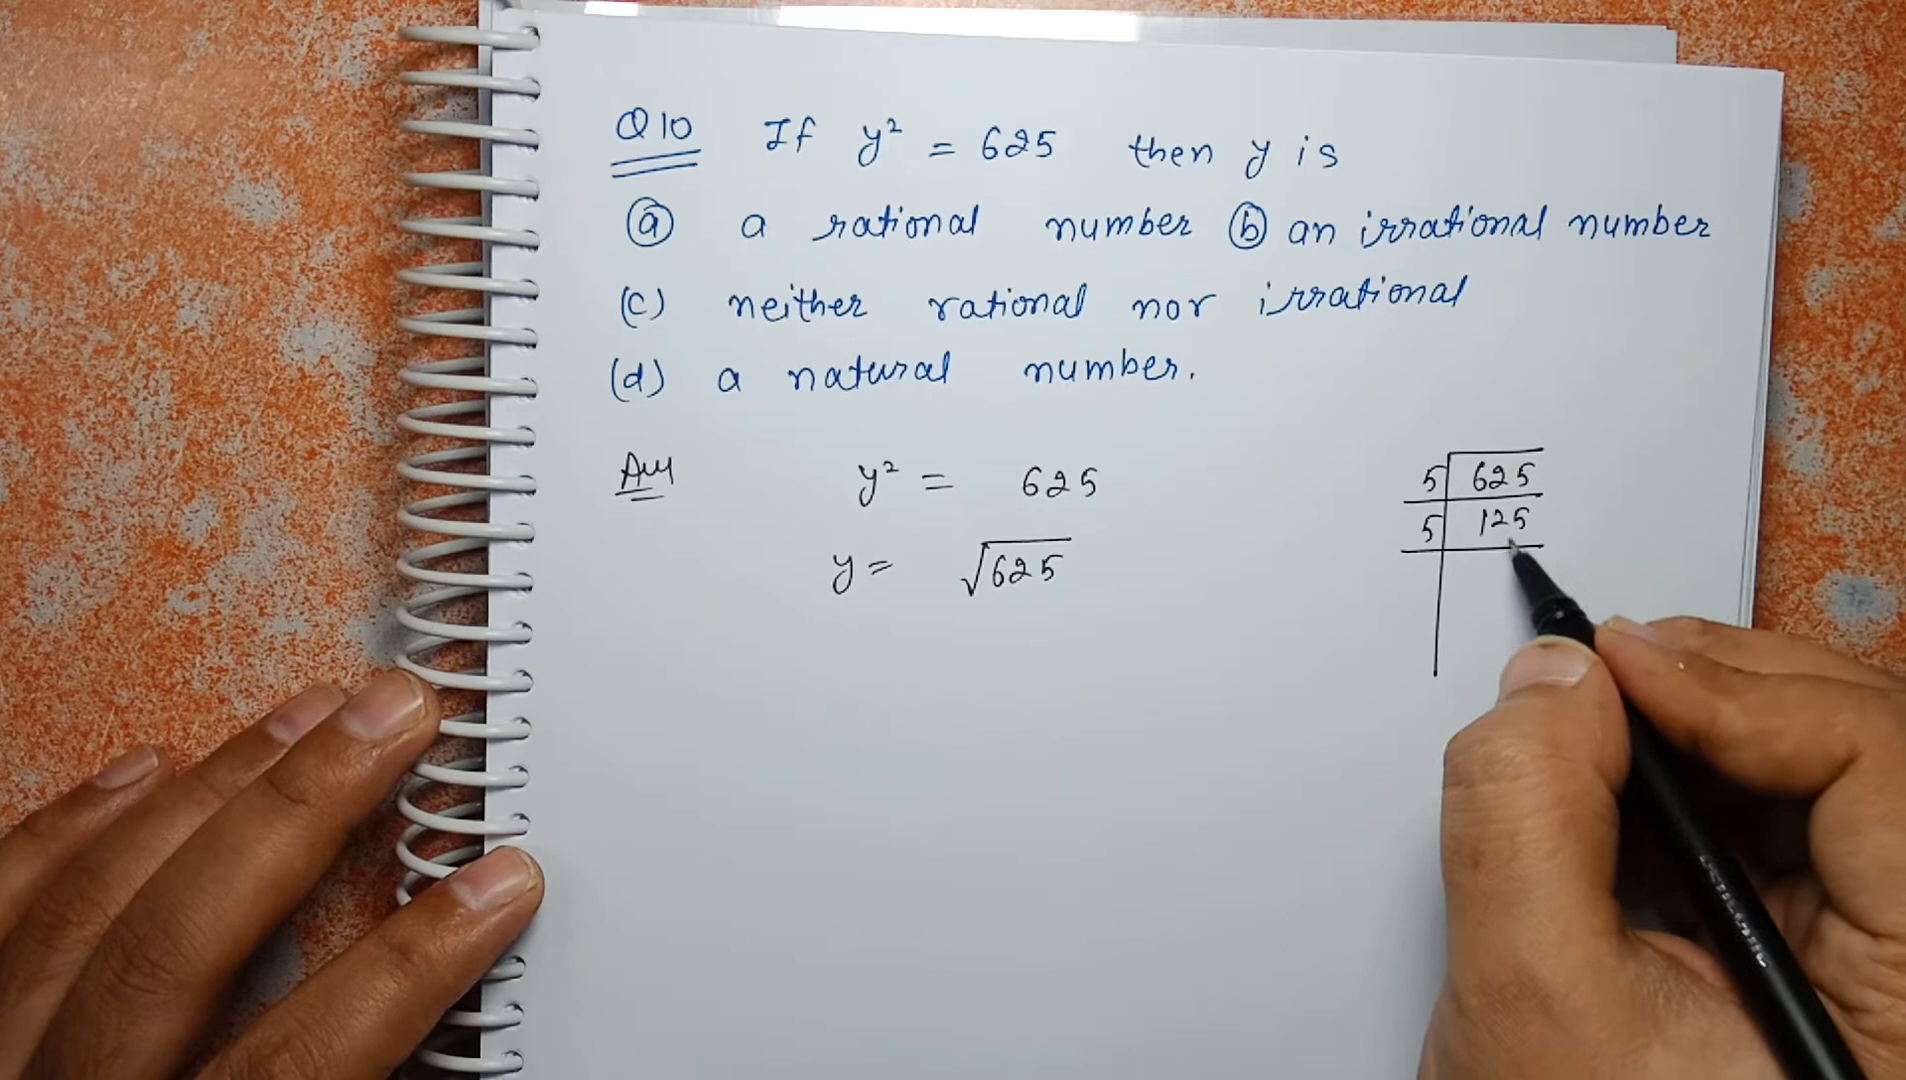 Q10 If y² = 625 then y is
(a) a rational number (b) an irrational number
(c) neither rational nor irrational
(d) a natural number.
Ans y² = 625
y = √625
5 625
5 125